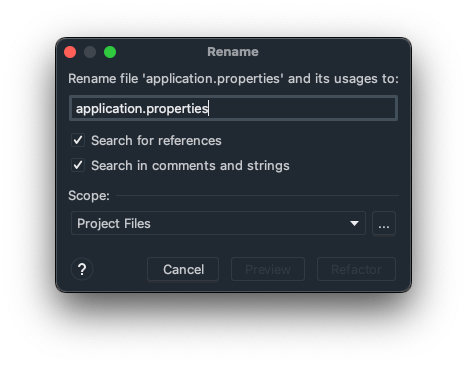 Rename
Rename file 'application.properties' and its usages to:
application.properties
Search for references
Search in comments and strings
Scope:
Project Files
...
?
Cancel
Preview
Refactor